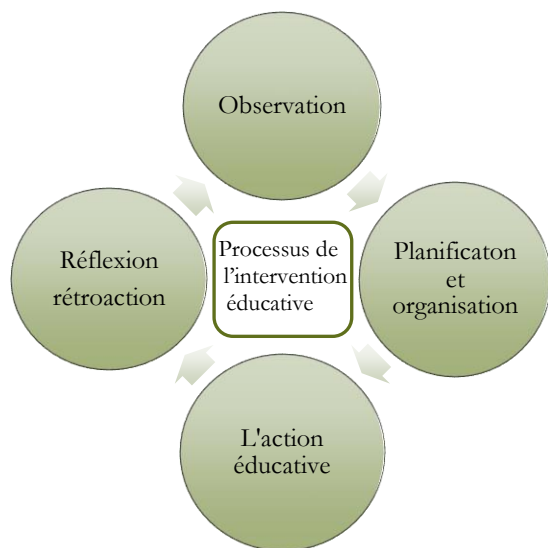 Observation
Planificaton
et
organisation
L'action
éducative
Réflexion
rétroaction
Processus de
l'intervention
éducative